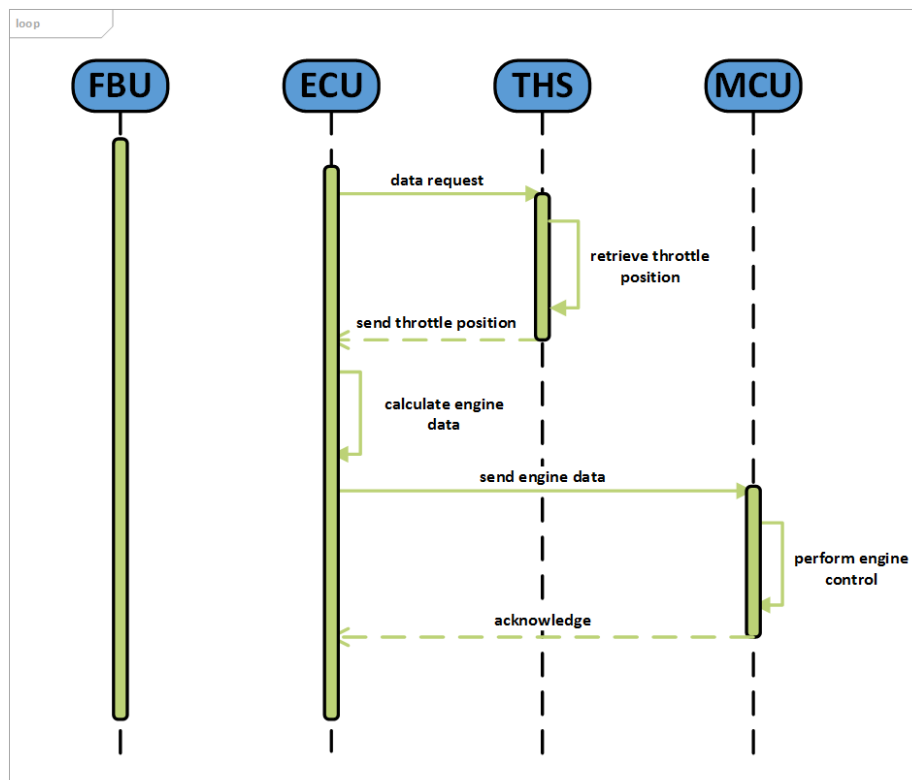 loop
FBU
ECU
THS
MCU
data request
retrieve throttle
position
send throttle position
calculate engine
data
send engine data
perform engine
control
acknowledge